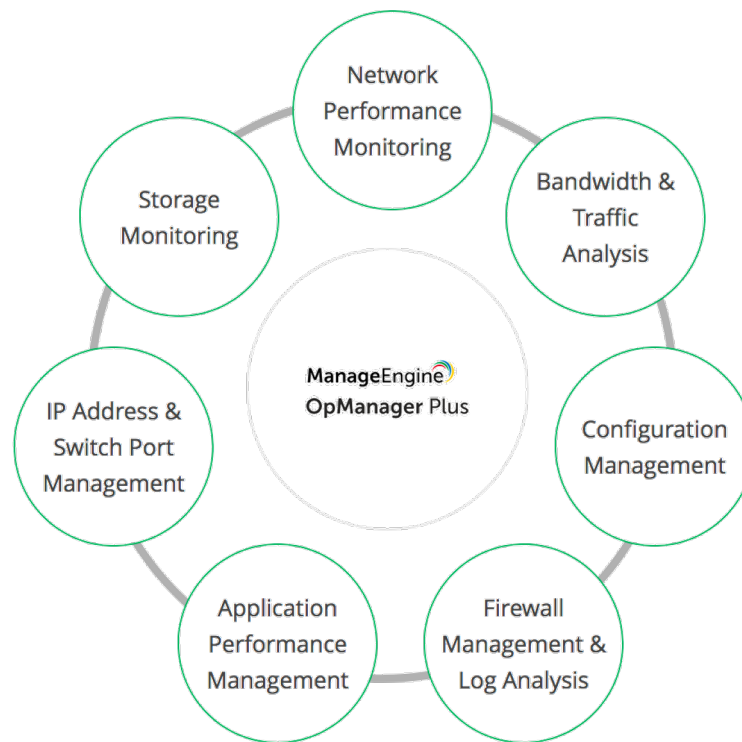 Network
Performance
Monitoring
Bandwidth &
Traffic
Analysis
Configuration
Management
Firewall
Management &
Log Analysis
Application
Performance
Management
IP Address &
Switch Port
Management
Storage
Monitoring
ManageEngine
OpManager Plus